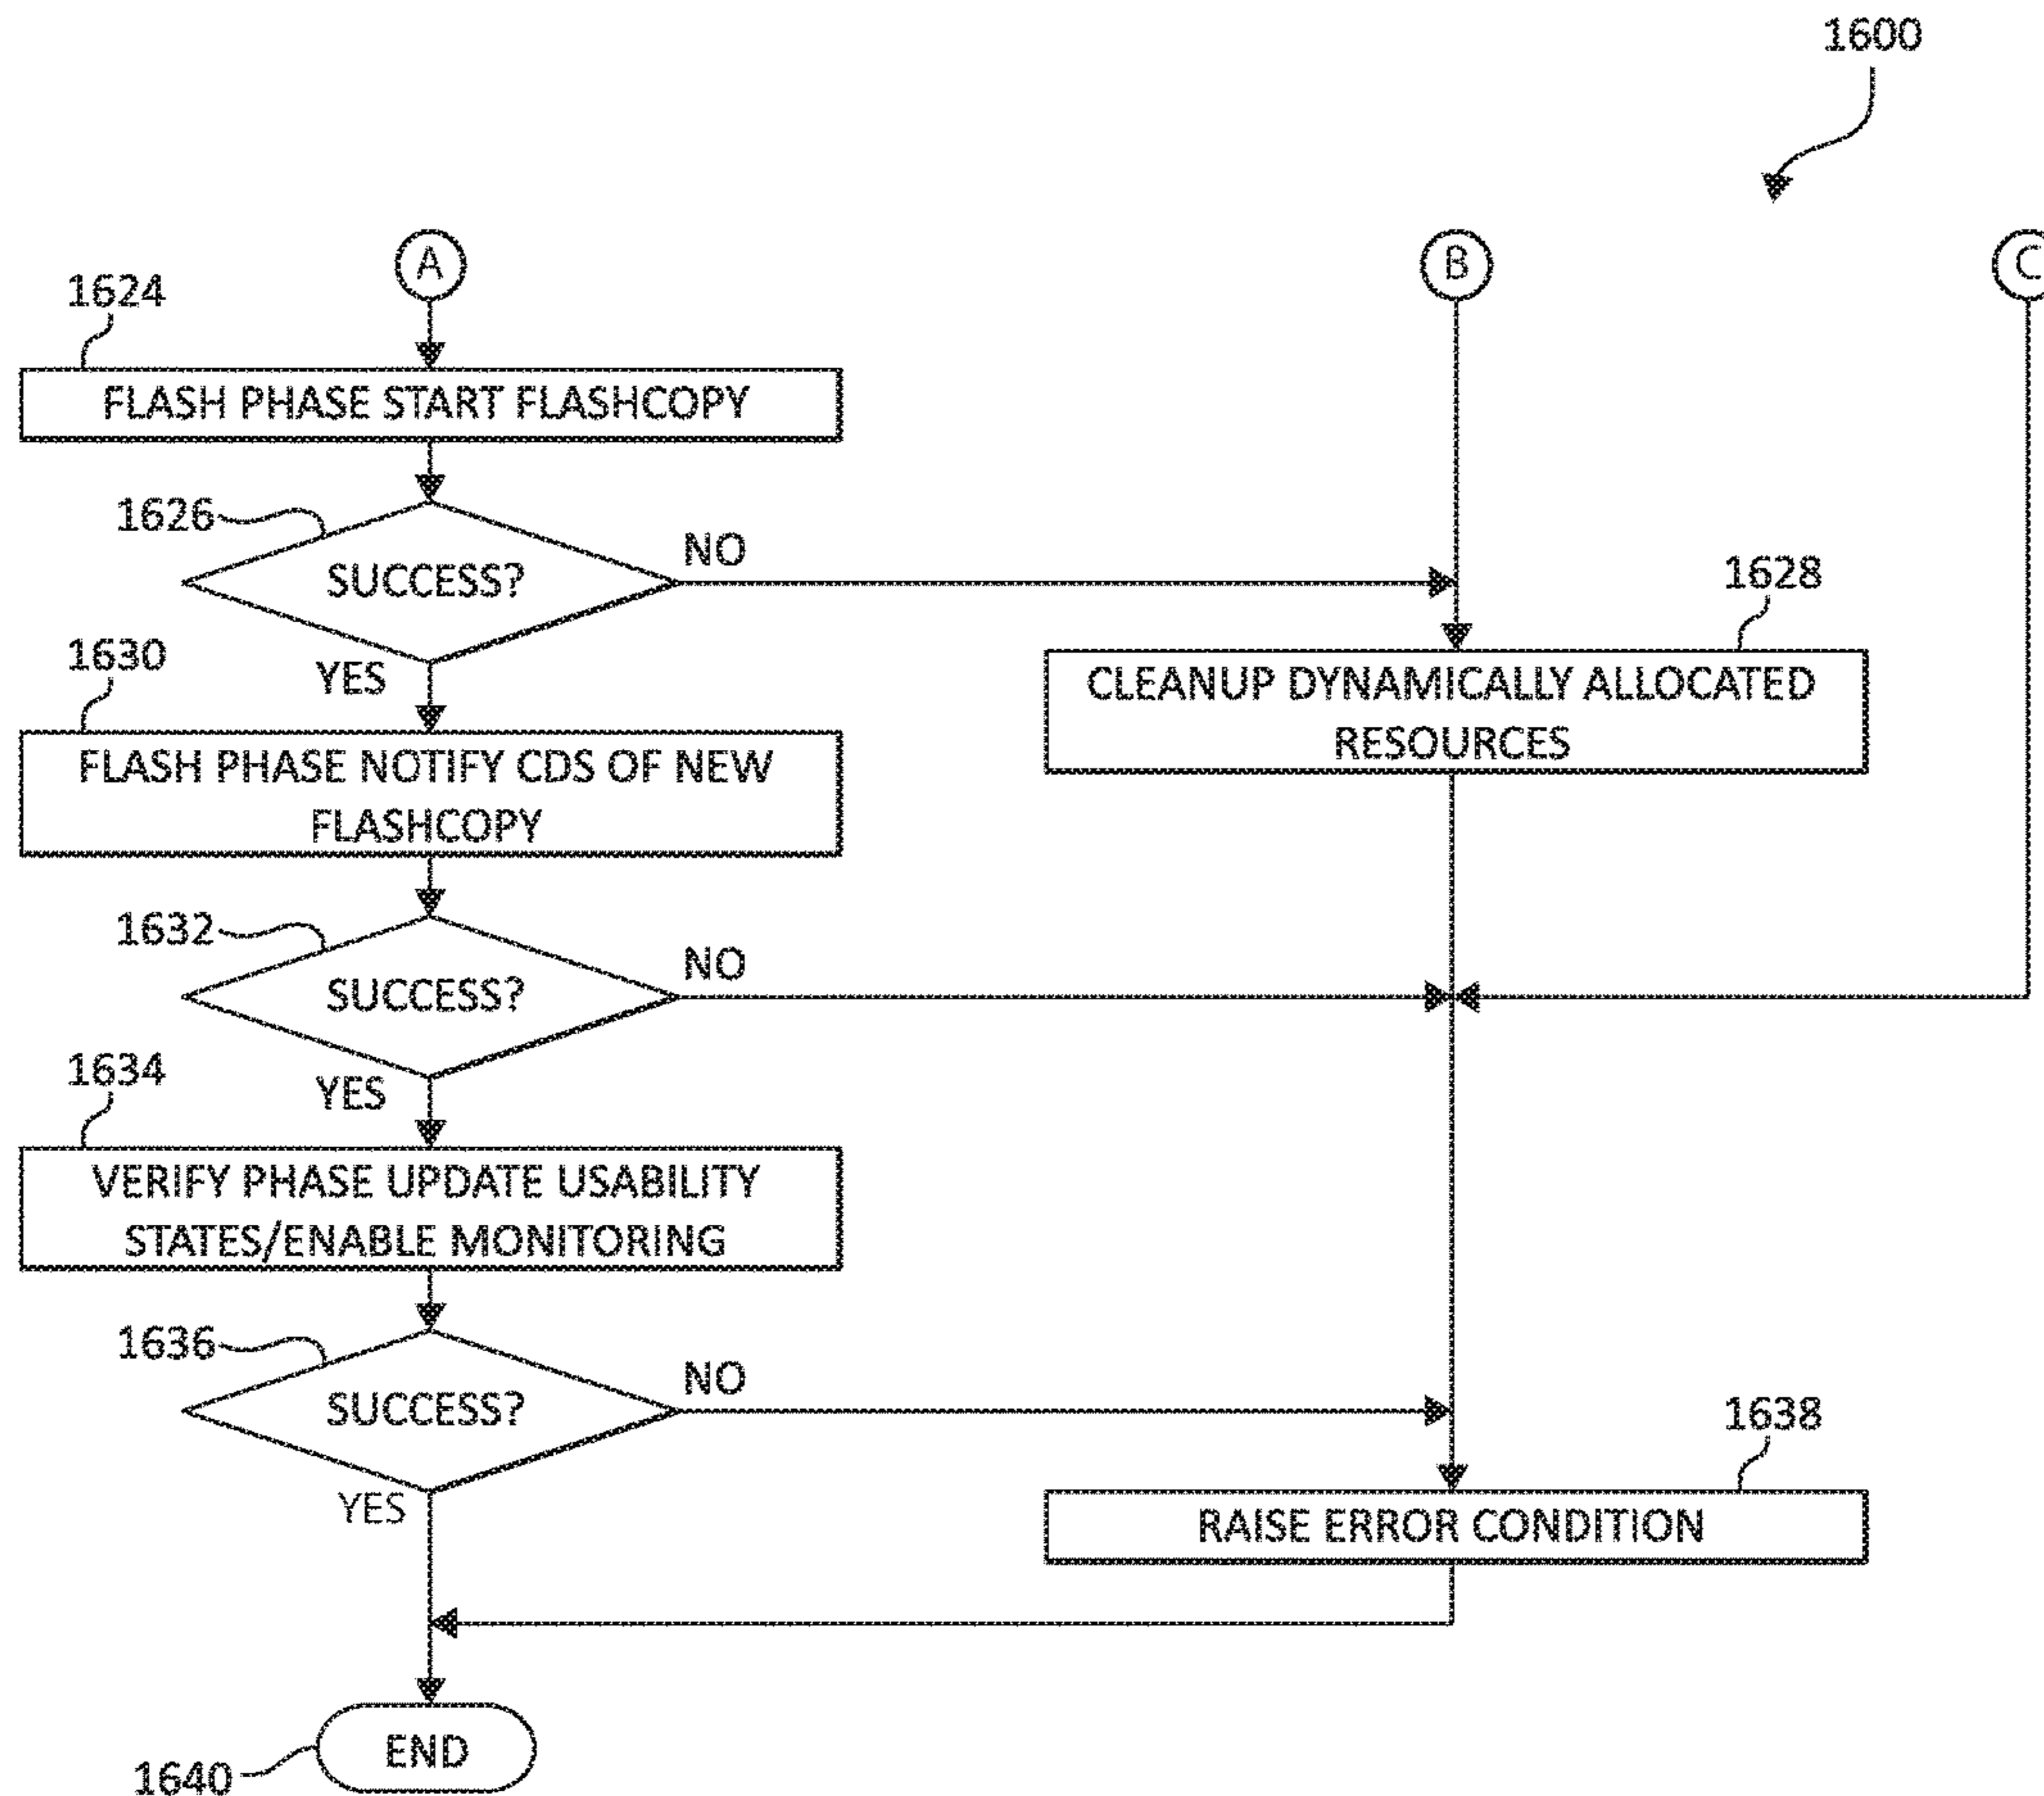 1600
A
B
C
1624
FLASH PHASE START FLASHCOPY
1626
SUCCESS?
NO
YES
1628
CLEANUP DYNAMICALLY ALLOCATED
RESOURCES
1630
FLASH PHASE NOTIFY CDS OF NEW
FLASHCOPY
1632
SUCCESS?
NO
YES
1634
VERIFY PHASE UPDATE USABILITY
STATES/ENABLE MONITORING
1636
SUCCESS?
NO
YES
1638
RAISE ERROR CONDITION
END
1640